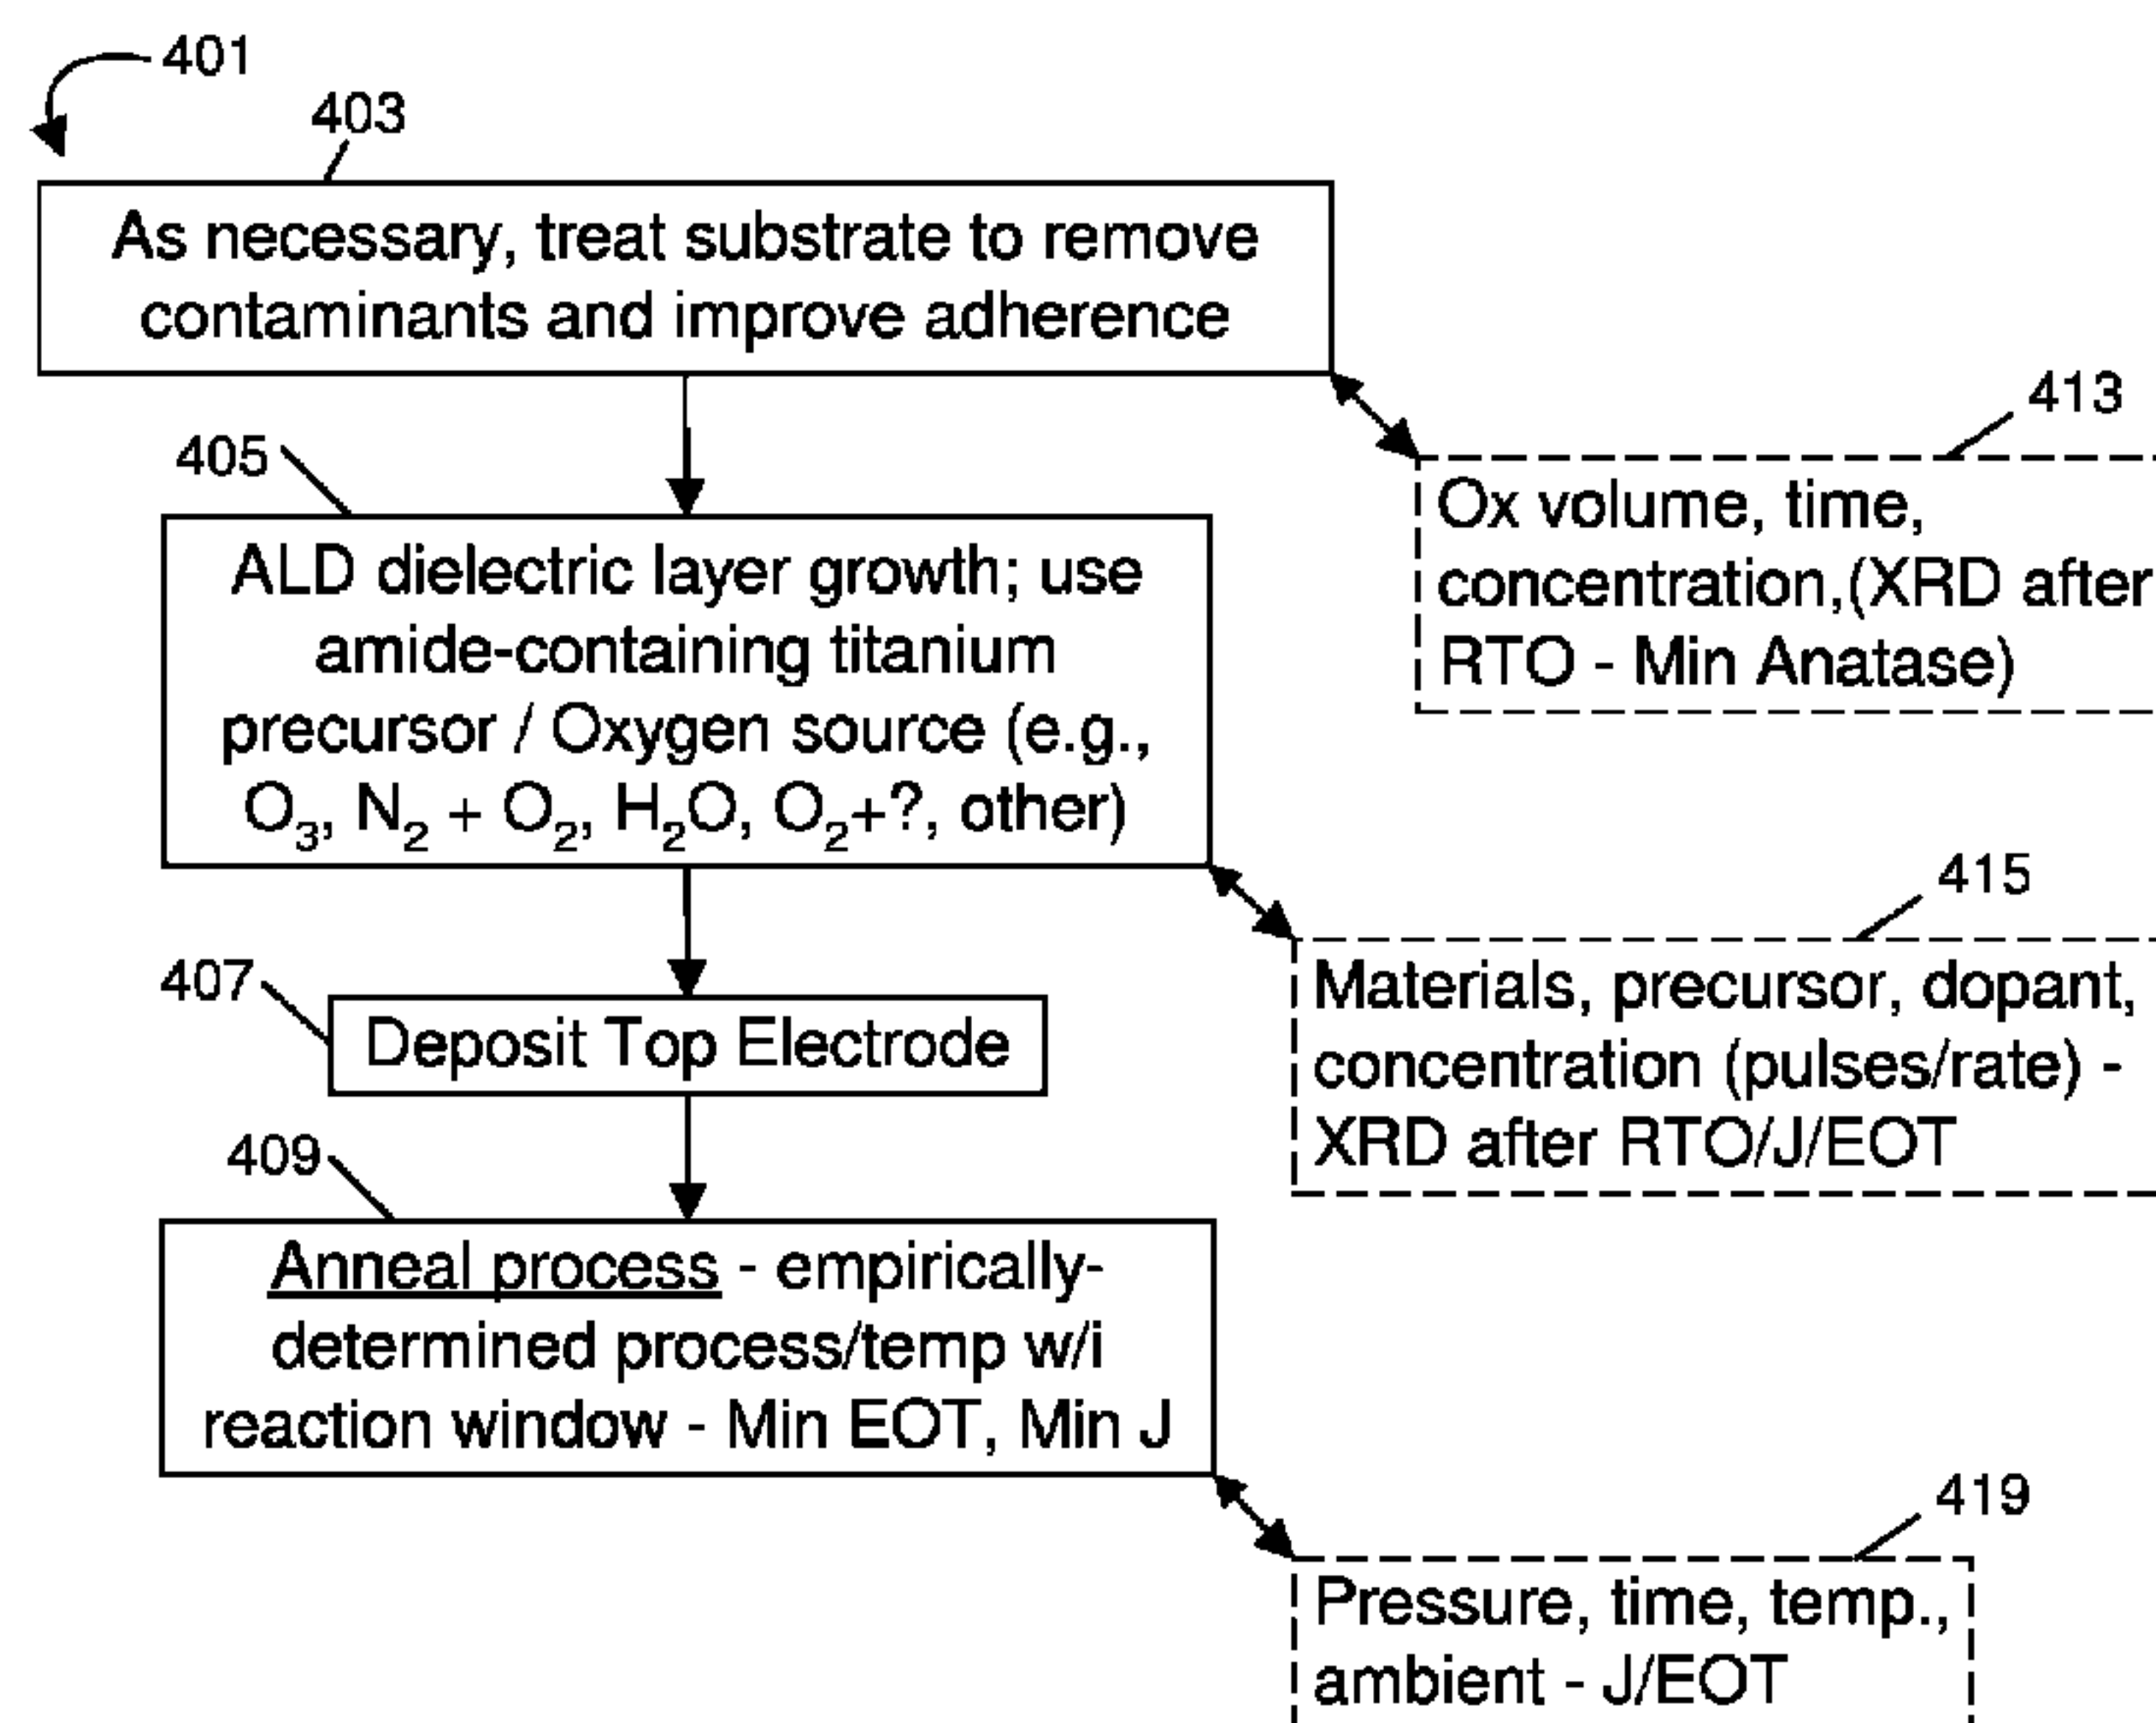 401
403
As necessary, treat substrate to remove
contaminants and improve adherence
413
Ox volume, time,
concentration,(XRD after
RTO - Min Anatase)
405
ALD dielectric layer growth; use
amide-containing titanium
precursor / Oxygen source (e.g.,
O₃, N₂ + O₂, H₂O, O₂+?, other)
415
Materials, precursor, dopant,
concentration (pulses/rate) -
XRD after RTO/J/EOT
407
Deposit Top Electrode
409
Anneal process - empirically-
determined process/temp w/i
reaction window - Min EOT, Min J
419
Pressure, time, temp.,
ambient - J/EOT